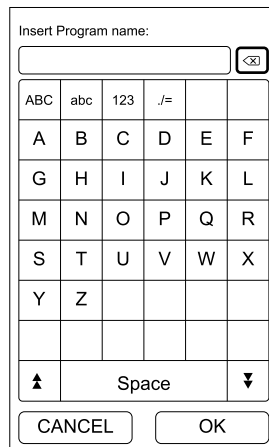 Insert Program name:
ABC abc 123 ./=
A B C D E F
G H I J K L
M N O P Q R
S T U V W X
Y Z
Space
CANCEL OK